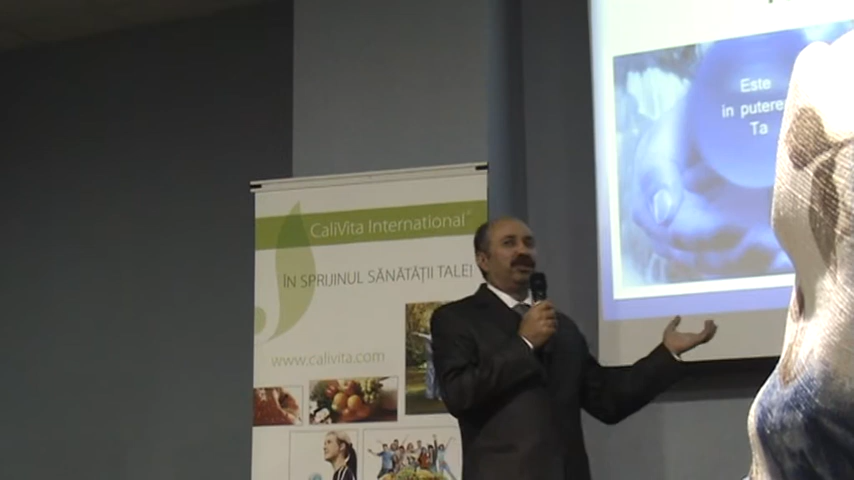 CaliVita International®
ÎN SPRIJINUL SĂNĂTĂȚII TALE!
www.calivita.com
Este
in puterea
Ta